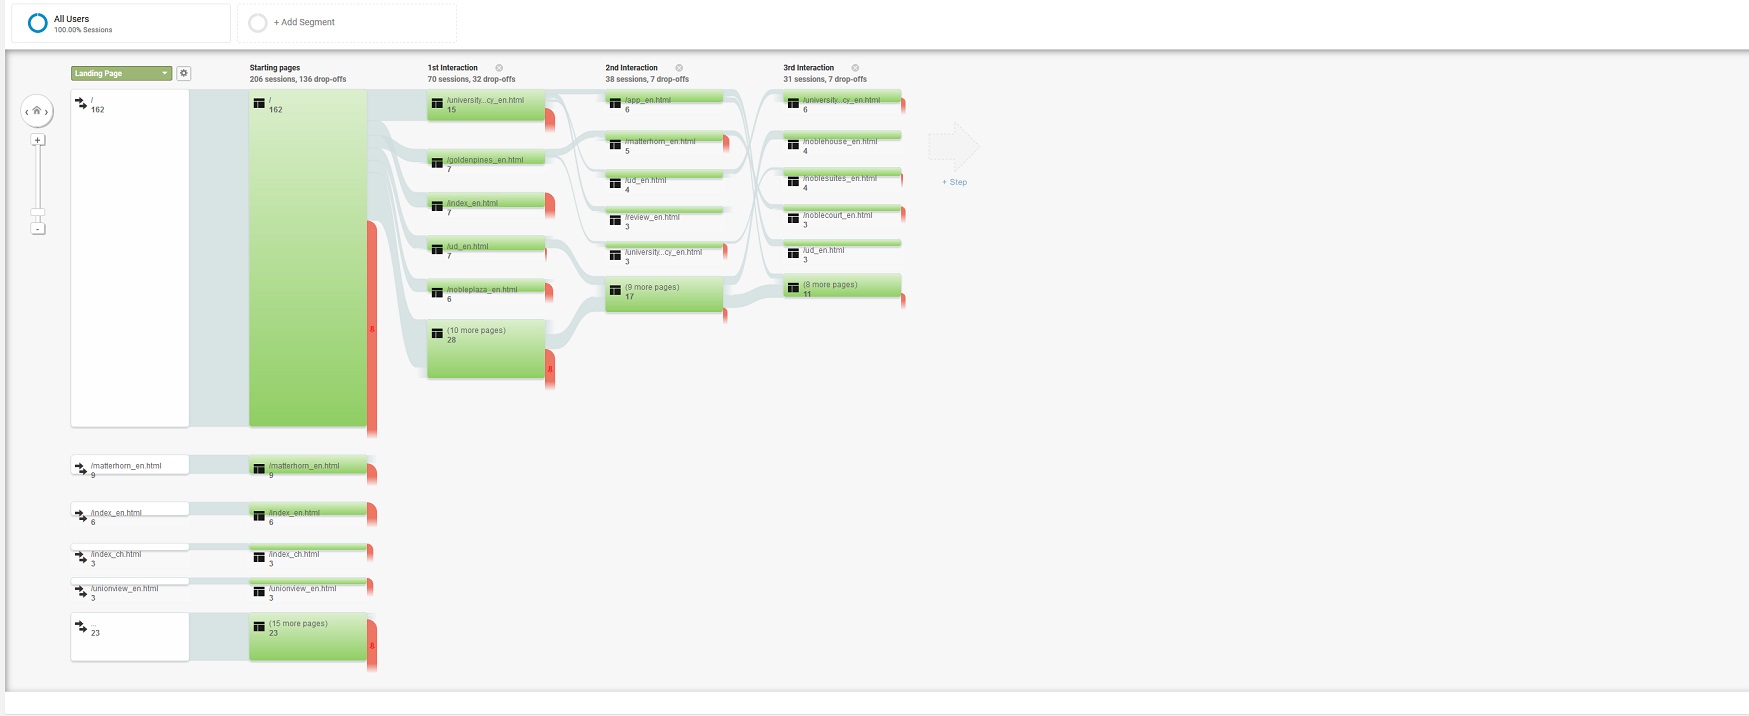 All Users
100.00% Sessions
+ Add Segment
Landing Page
Starting pages
206 sessions, 136 drop-offs
1st Interaction
70 sessions, 32 drop-offs
2nd Interaction
38 sessions, 7 drop-offs
3rd Interaction
31 sessions, 7 drop-offs
/
162
/matterhorn_en.html
9
/index_en.html
6
/index_ch.html
3
/unionview_en.html
3
...
23
/
162
/matterhorn_en.html
9
/index_en.html
6
/index_ch.html
3
/unionview_en.html
3
(15 more pages)
23
/university...cy_en.html
15
/goldenpines_en.html
7
/index_en.html
7
/ud_en.html
7
/nobleplaza_en.html
6
(10 more pages)
28
/app_en.html
6
/matterhorn_en.html
5
/ud_en.html
4
/review_en.html
3
/university...cy_en.html
3
(9 more pages)
17
/university...cy_en.html
6
/noblehouse_en.html
4
/noblesuites_en.html
4
/noblecourt_en.html
3
/ud_en.html
3
(8 more pages)
11
+ Step
+
-